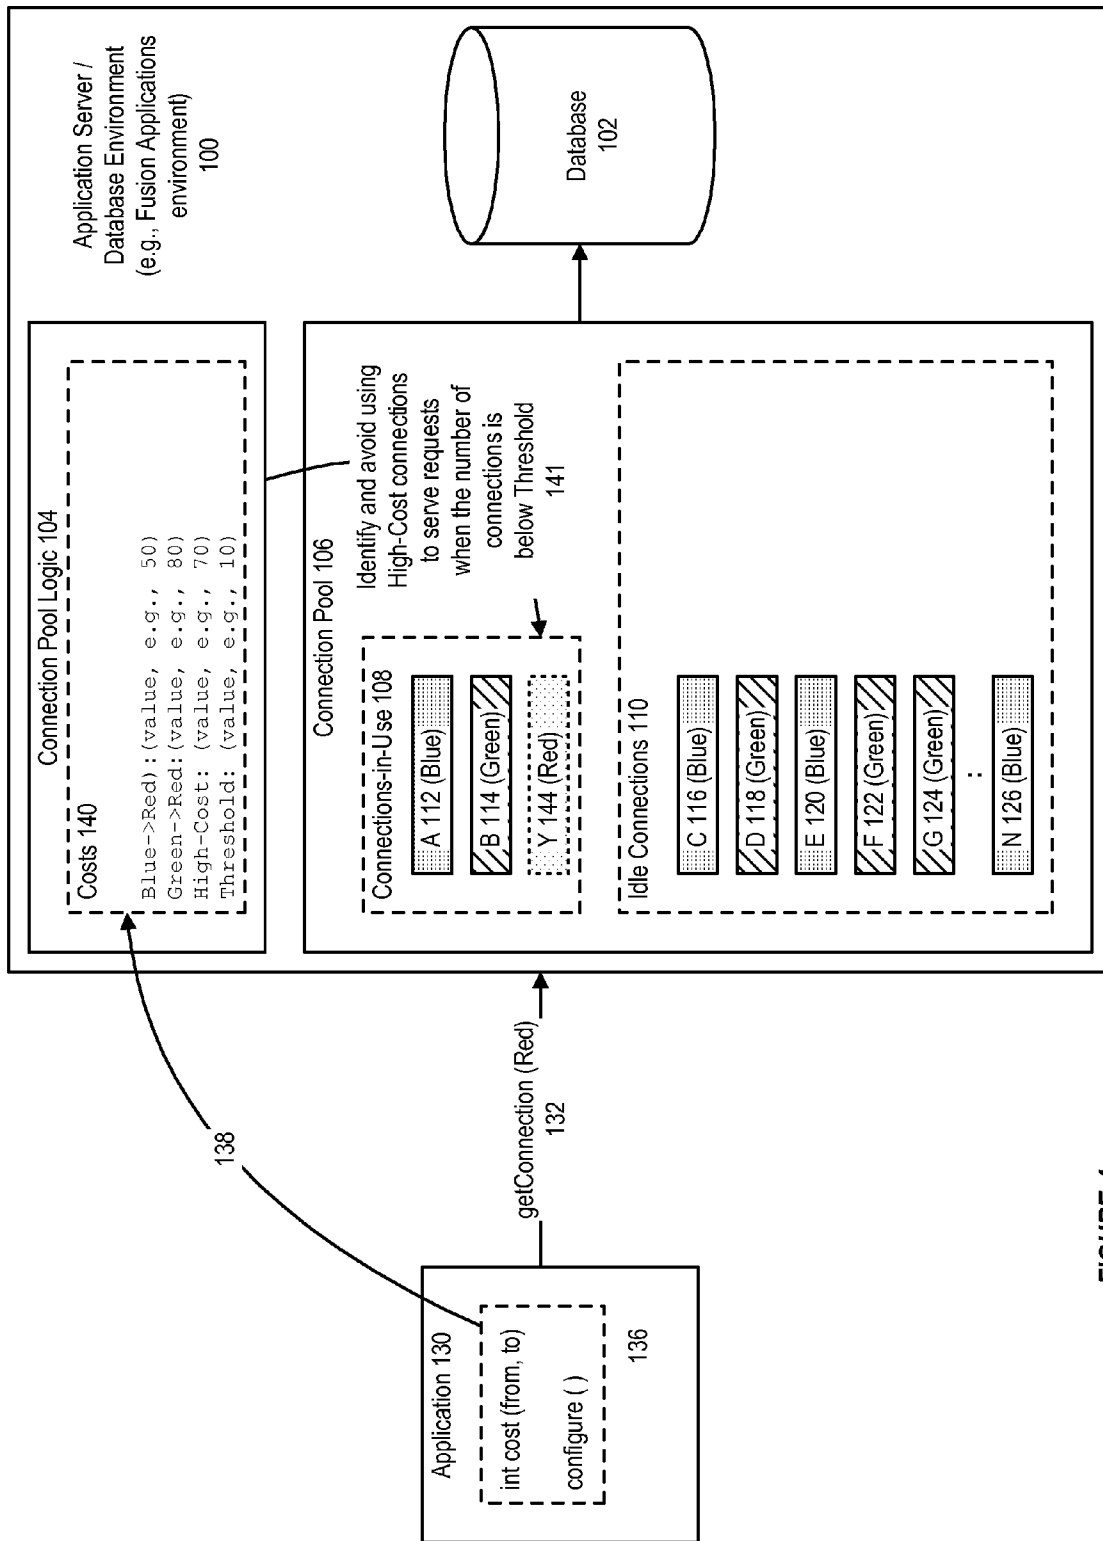 Application Server /
Database Environment
(e.g., Fusion Applications
environment)
100
Connection Pool Logic 104
Costs 140
Blue->Red):(value, e.g., 50)
Green->Red:(value, e.g., 80)
High-Cost: (value, e.g., 70)
Threshold: (value, e.g., 10)
Connection Pool 106
Identify and avoid using
High-Cost connections
to serve requests
when the number of
connections is
below Threshold
141
Connections-in-Use 108
A 112 (Blue)
B 114 (Green)
Y 144 (Red)
Idle Connections 110
C 116 (Blue)
D 118 (Green)
E 120 (Blue)
F 122 (Green)
G 124 (Green)
:
N 126 (Blue)
Database
102
138
getConnection (Red)
132
Application 130
int cost (from, to)
configure ( )
136
FIGURE